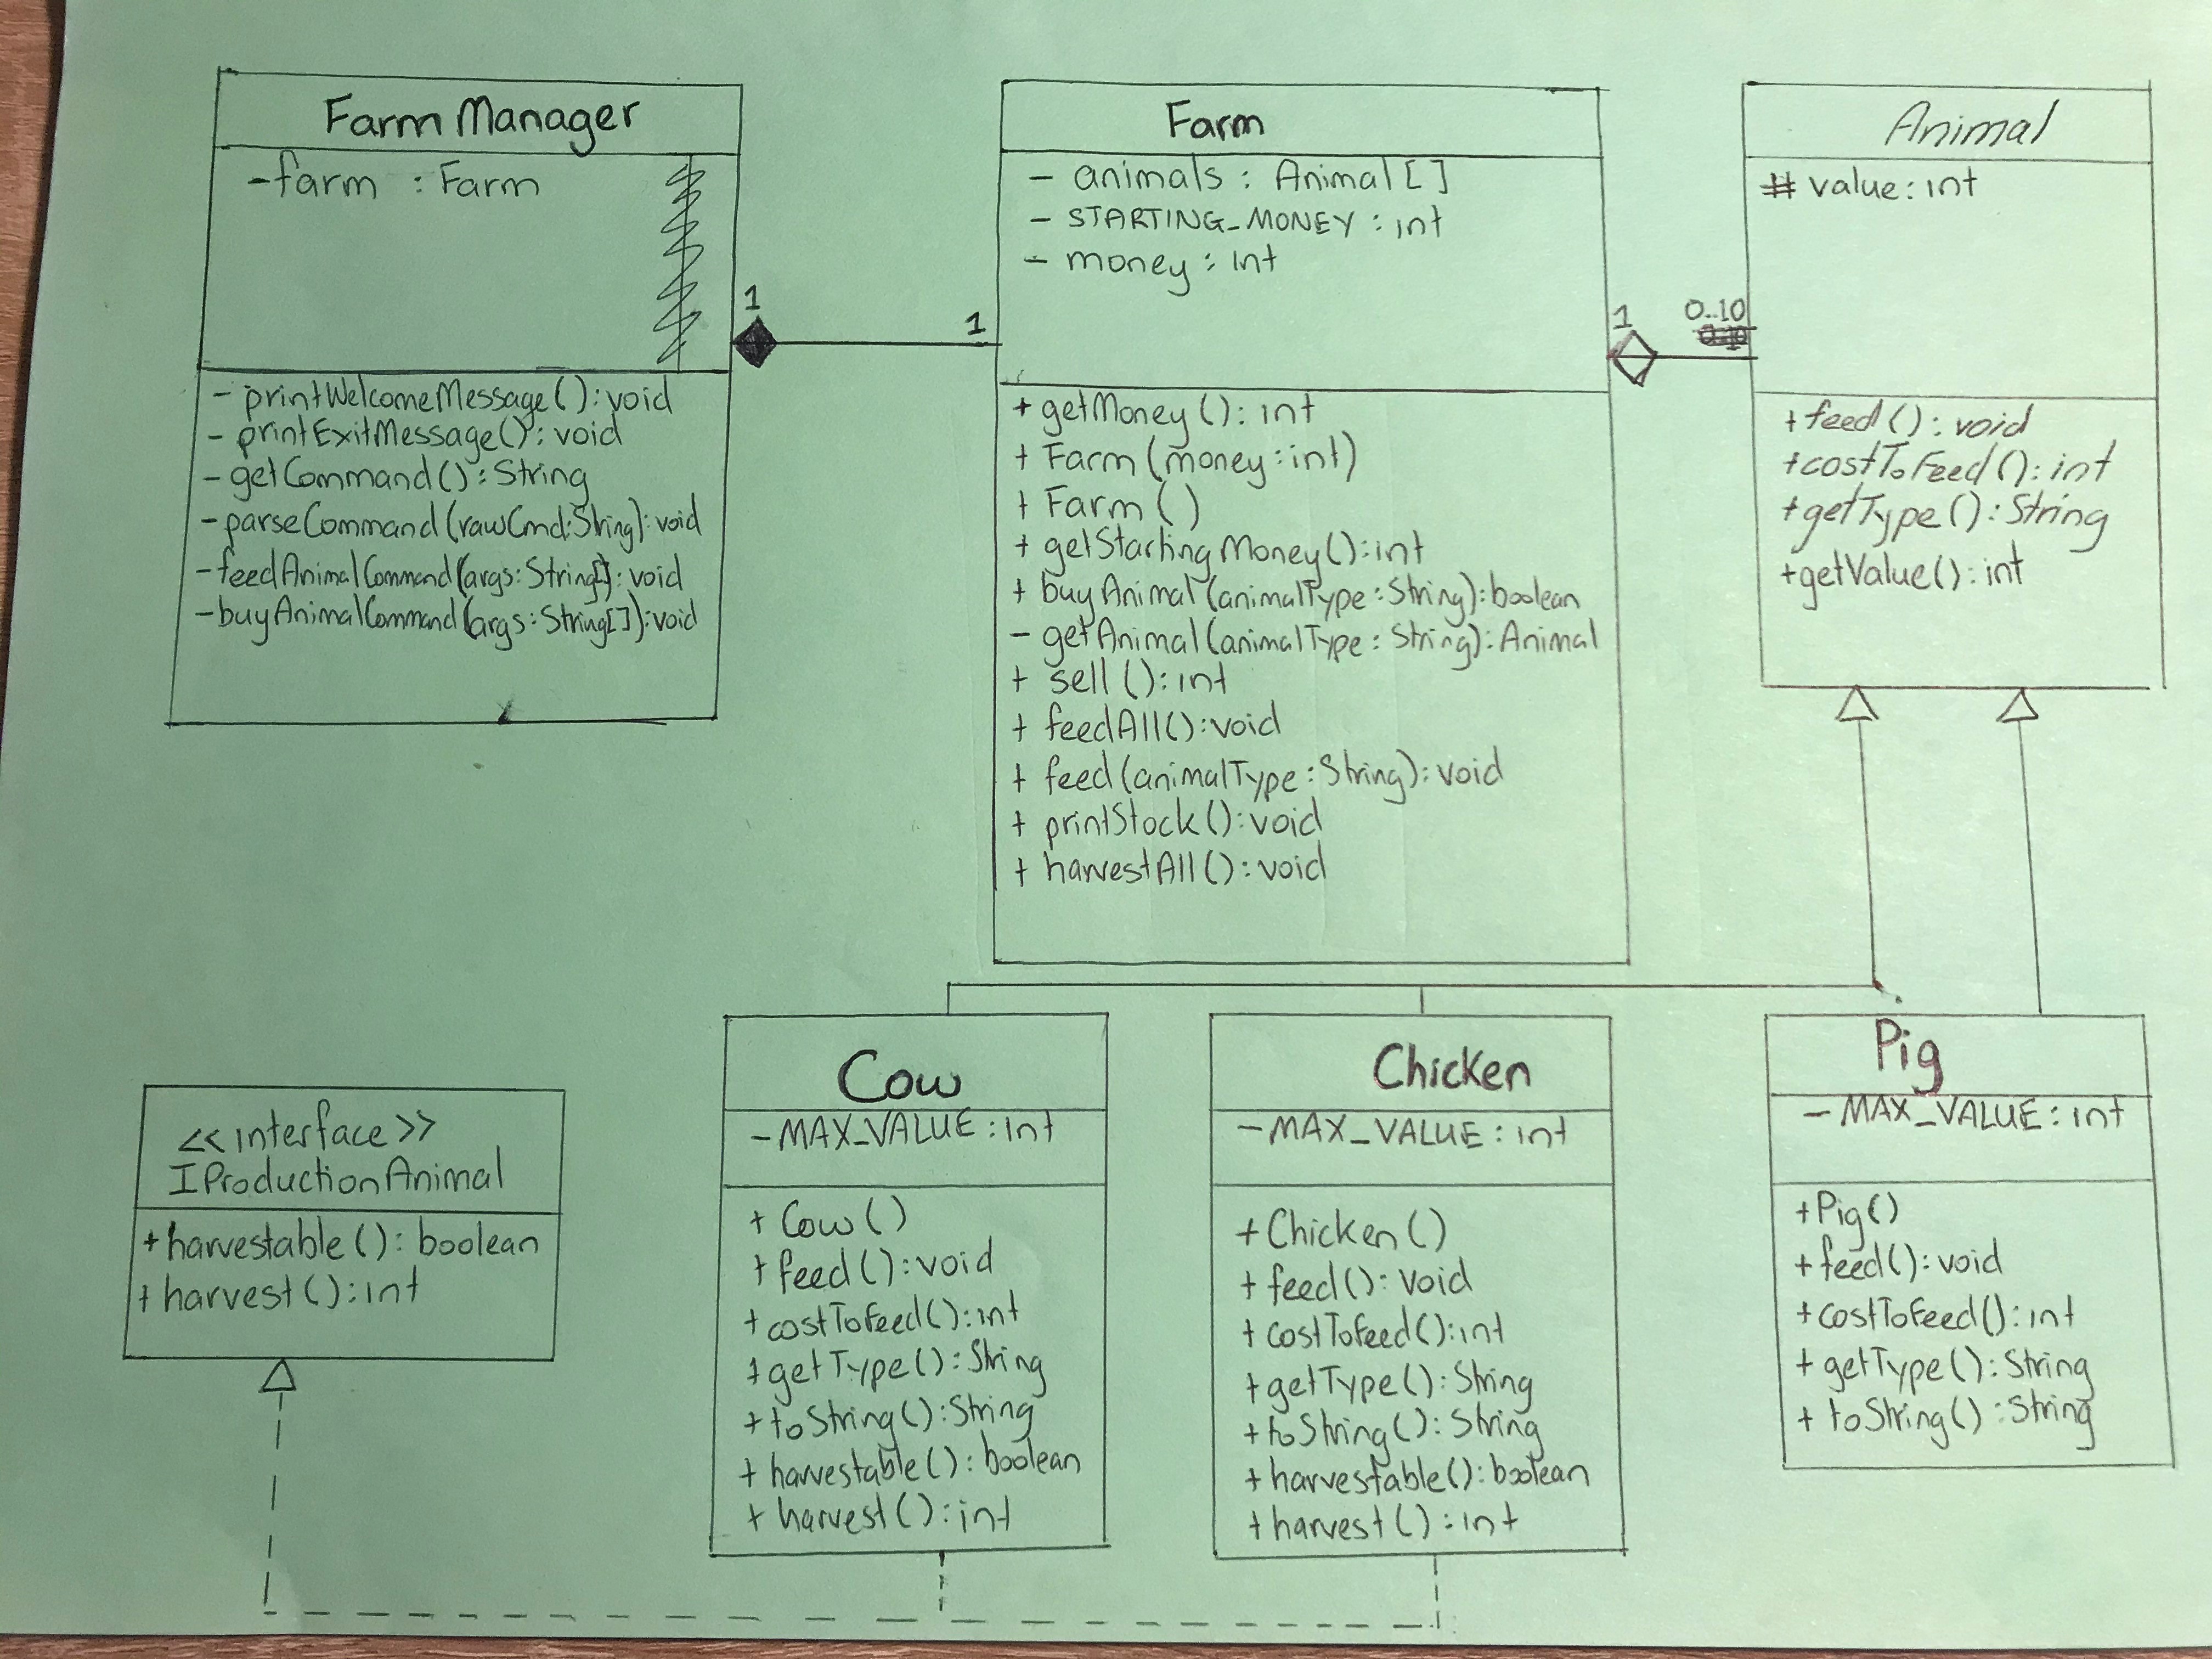 Farm Manager
-farm : Farm
- printWelcomeMessage(): void
- printExitMessage(): void
- getCommand(): String
- parseCommand(rawCmd:String): void
- feedAnimalCommand(args: String[]): void
- buyAnimalCommand(args: String[]): void
1
1
Farm
- animals : Animal[]
- STARTING_MONEY : int
- money : int
+ getMoney(): int
+ Farm(money: int)
+ Farm()
+ getStartingMoney(): int
+ buyAnimal(animalType: String): boolean
- getAnimal(animalType: String): Animal
+ sell(): int
+ feedAll(): void
+ feed(animalType: String): void
+ printStock(): void
+ harvestAll(): void
1
0..10
Animal
# value: int
+feed(): void
+costToFeed(): int
+getType(): String
+getValue(): int
<<interface>>
IProductionAnimal
+ harvestable(): boolean
+ harvest(): int
Cow
- MAX_VALUE : int
+ Cow()
+ feed(): void
+ costToFeed(): int
+ getType(): String
+ toString(): String
+ harvestable(): boolean
+ harvest(): int
Chicken
- MAX_VALUE : int
+ Chicken()
+ feed(): void
+ costToFeed(): int
+ getType(): String
+ toString(): String
+ harvestable(): boolean
+ harvest(): int
Pig
- MAX_VALUE : int
+ Pig()
+ feed(): void
+ costToFeed(): int
+ getType(): String
+ toString(): String